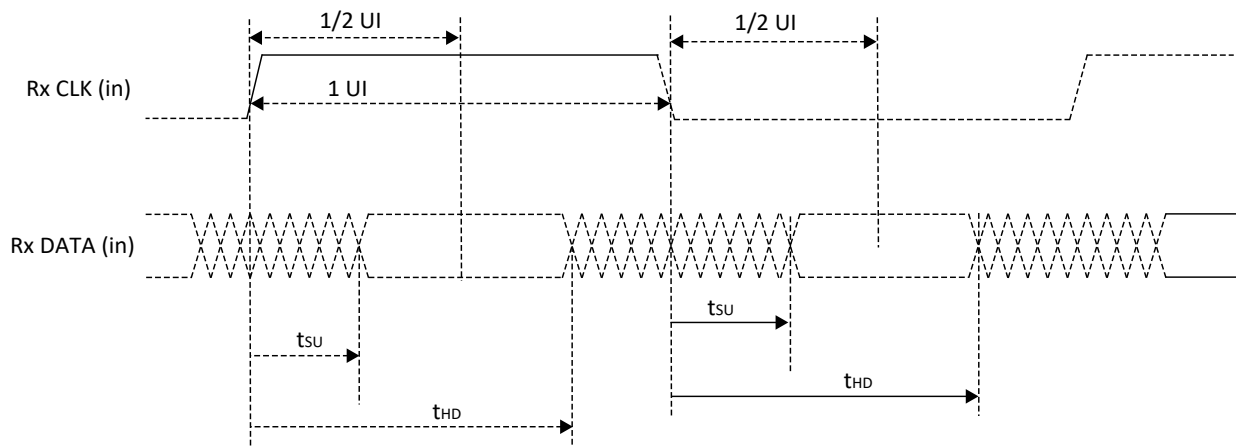 1/2 UI
1/2 UI
Rx CLK (in)
1 UI
Rx DATA (in)
tSU
tSU
tHD
tHD